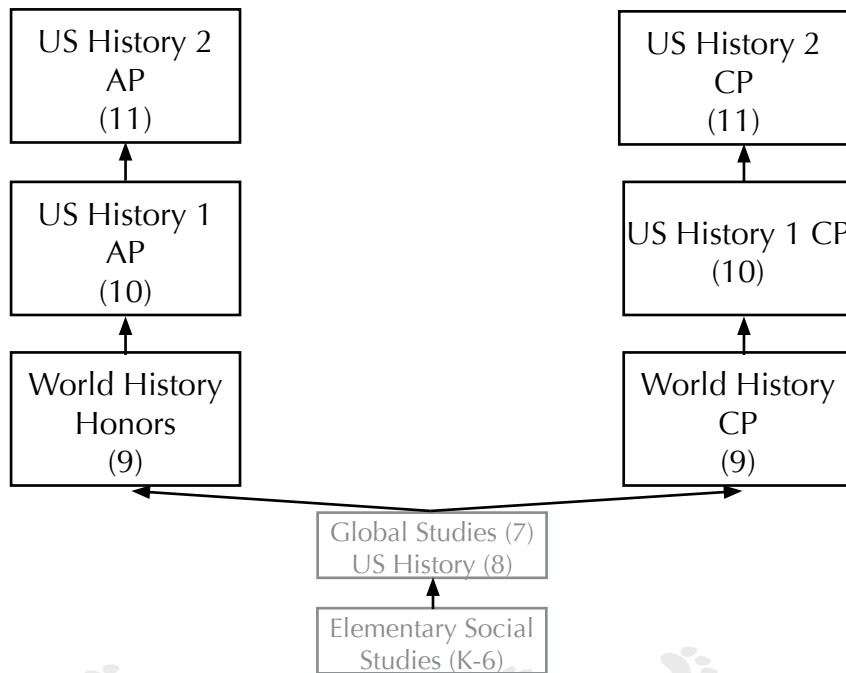 US History 2
AP
(11)
US History 2
CP
(11)
US History 1
AP
(10)
US History 1 CP
(10)
World History
Honors
(9)
World History
CP
(9)
Global Studies (7)
US History (8)
Elementary Social
Studies (K-6)